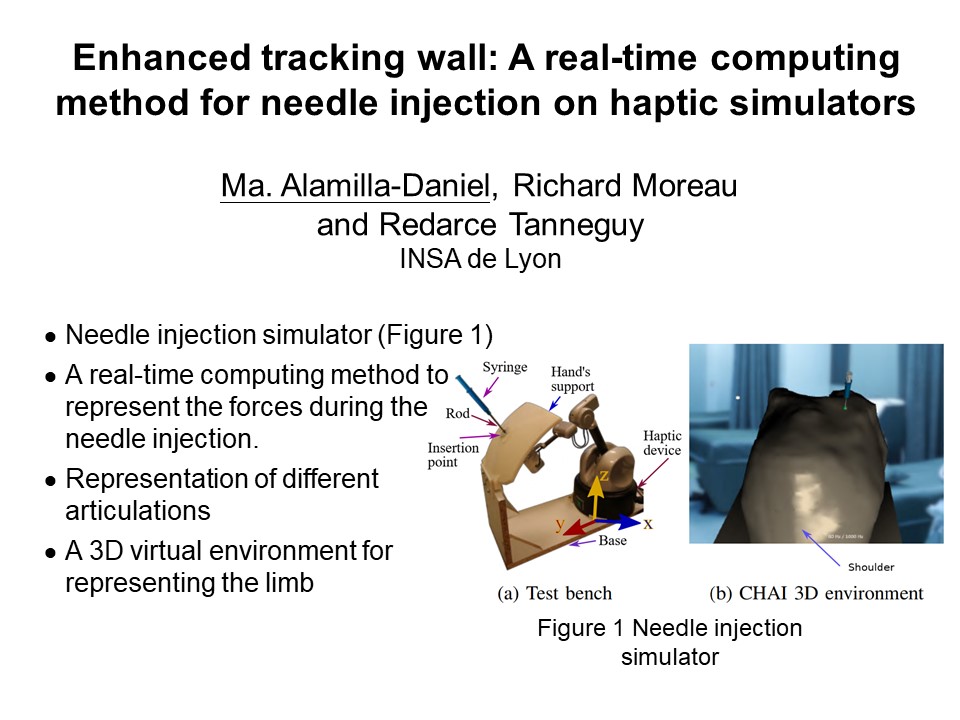 Enhanced tracking wall: A real-time computing
method for needle injection on haptic simulators
Ma. Alamilla-Daniel, Richard Moreau
and Redarce Tanneguy
INSA de Lyon
● Needle injection simulator (Figure 1)
● A real-time computing method to
represent the forces during the
needle injection.
● Representation of different
articulations
● A 3D virtual environment for
representing the limb
Syringe
Hand's
support
Rod
Insertion
point
Haptic
device
z
y
x
Base
Shoulder
(a) Test bench
(b) CHAI 3D environment
Figure 1 Needle injection
simulator